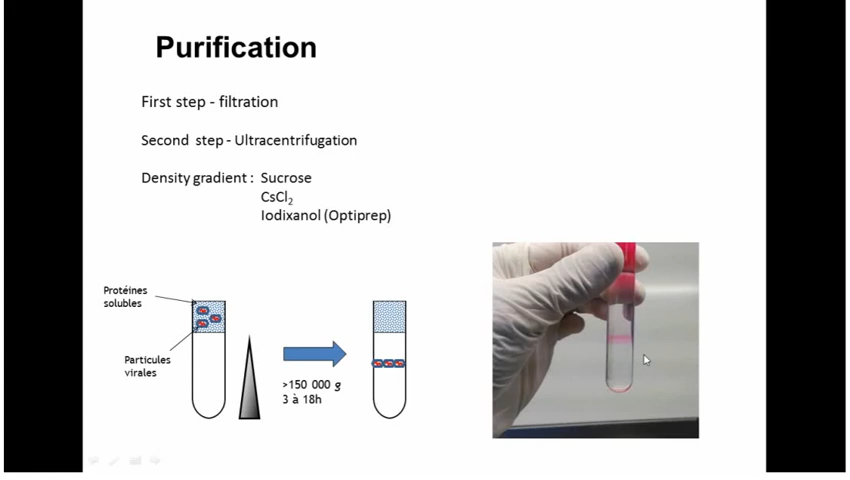 Purification
First step - filtration
Second step - Ultracentrifugation
Density gradient : Sucrose
CsCl₂
Iodixanol (Optiprep)
Protéines
solubles
Particules
virales
>150 000 g
3 à 18h